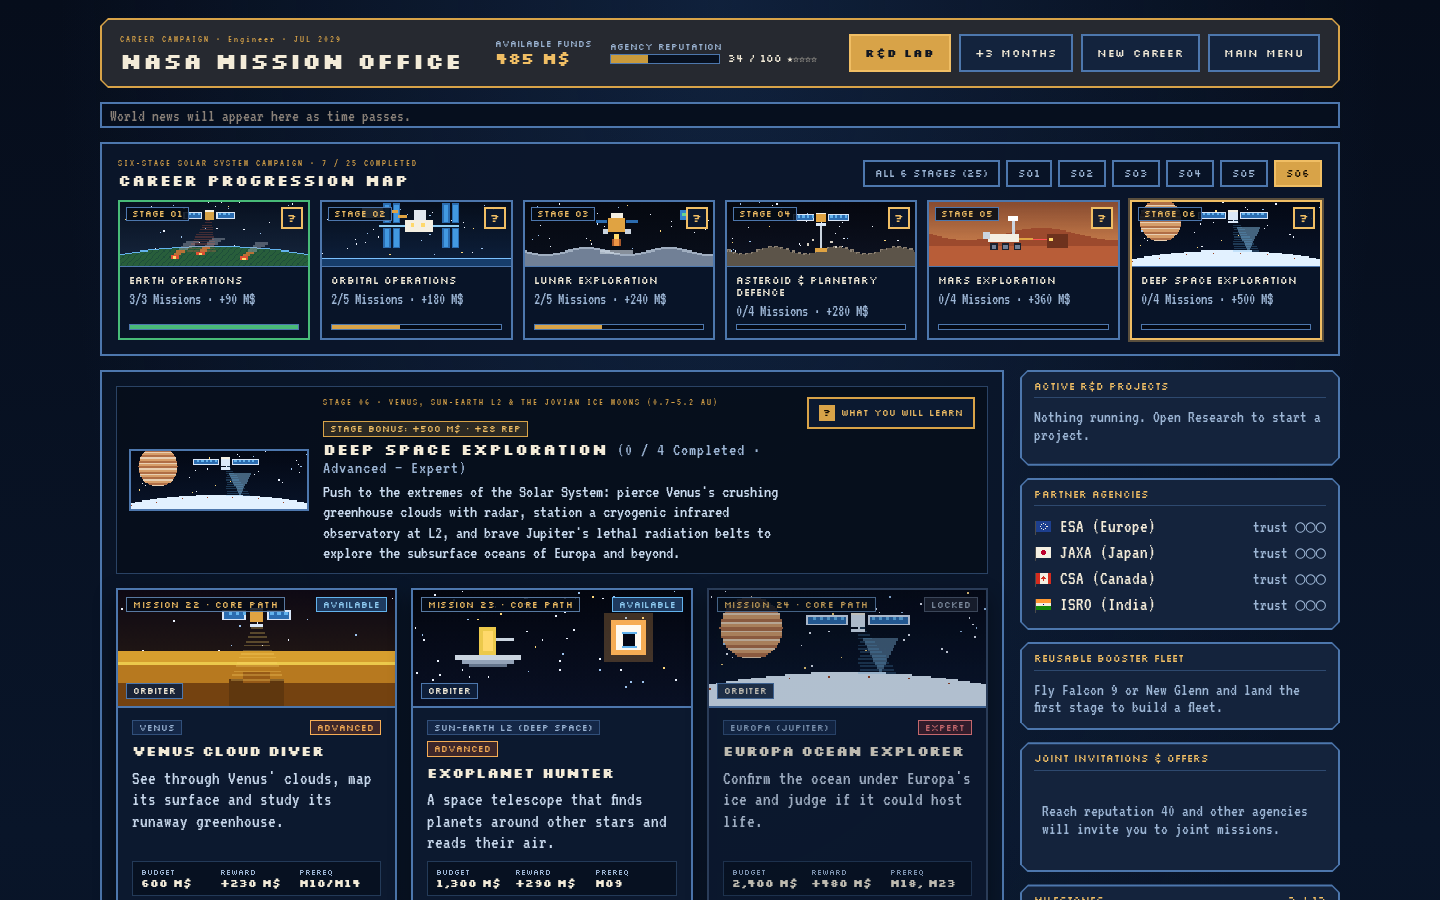 CAREER CAMPAIGN · Engineer · JUL 2029
NASA MISSION OFFICE
AVAILABLE FUNDS
485 M$
AGENCY REPUTATION
34 / 100 ★☆☆☆☆
R&D LAB
+3 MONTHS
NEW CAREER
MAIN MENU
World news will appear here as time passes.
SIX-STAGE SOLAR SYSTEM CAMPAIGN · 7 / 25 COMPLETED
CAREER PROGRESSION MAP
ALL 6 STAGES (25)
S01
S02
S03
S04
S05
S06
STAGE 01
?
EARTH OPERATIONS
3/3 Missions · +90 M$
STAGE 02
?
ORBITAL OPERATIONS
2/5 Missions · +180 M$
STAGE 03
?
LUNAR EXPLORATION
2/5 Missions · +240 M$
STAGE 04
?
ASTEROID & PLANETARY
DEFENCE
0/4 Missions · +280 M$
STAGE 05
?
MARS EXPLORATION
0/4 Missions · +360 M$
STAGE 06
?
DEEP SPACE EXPLORATION
0/4 Missions · +500 M$
STAGE 06 · VENUS, SUN-EARTH L2 & THE JOVIAN ICE MOONS (0.7-5.2 AU)
STAGE BONUS: +500 M$ · +28 REP
DEEP SPACE EXPLORATION (0 / 4 Completed ·
Advanced – Expert)
Push to the extremes of the Solar System: pierce Venus's crushing
greenhouse clouds with radar, station a cryogenic infrared
observatory at L2, and brave Jupiter's lethal radiation belts to
explore the subsurface oceans of Europa and beyond.
? WHAT YOU WILL LEARN
MISSION 22 · CORE PATH
AVAILABLE
ORBITER
VENUS
ADVANCED
VENUS CLOUD DIVER
See through Venus' clouds, map
its surface and study its
runaway greenhouse.
BUDGET
600 M$
REWARD
+230 M$
PREREQ
M10/M14
MISSION 23 · CORE PATH
AVAILABLE
ORBITER
SUN-EARTH L2 (DEEP SPACE)
ADVANCED
EXOPLANET HUNTER
A space telescope that finds
planets around other stars and
reads their air.
BUDGET
1,300 M$
REWARD
+290 M$
PREREQ
M09
MISSION 24 · CORE PATH
LOCKED
ORBITER
EUROPA (JUPITER)
EXPERT
EUROPA OCEAN EXPLORER
Confirm the ocean under Europa's
ice and judge if it could host
life.
BUDGET
2,400 M$
REWARD
+480 M$
PREREQ
M18, M23
ACTIVE R&D PROJECTS
Nothing running. Open Research to start a
project.
PARTNER AGENCIES
ESA (Europe) trust ○○○
JAXA (Japan) trust ○○○
CSA (Canada) trust ○○○
ISRO (India) trust ○○○
REUSABLE BOOSTER FLEET
Fly Falcon 9 or New Glenn and land the
first stage to build a fleet.
JOINT INVITATIONS & OFFERS
Reach reputation 40 and other agencies
will invite you to joint missions.